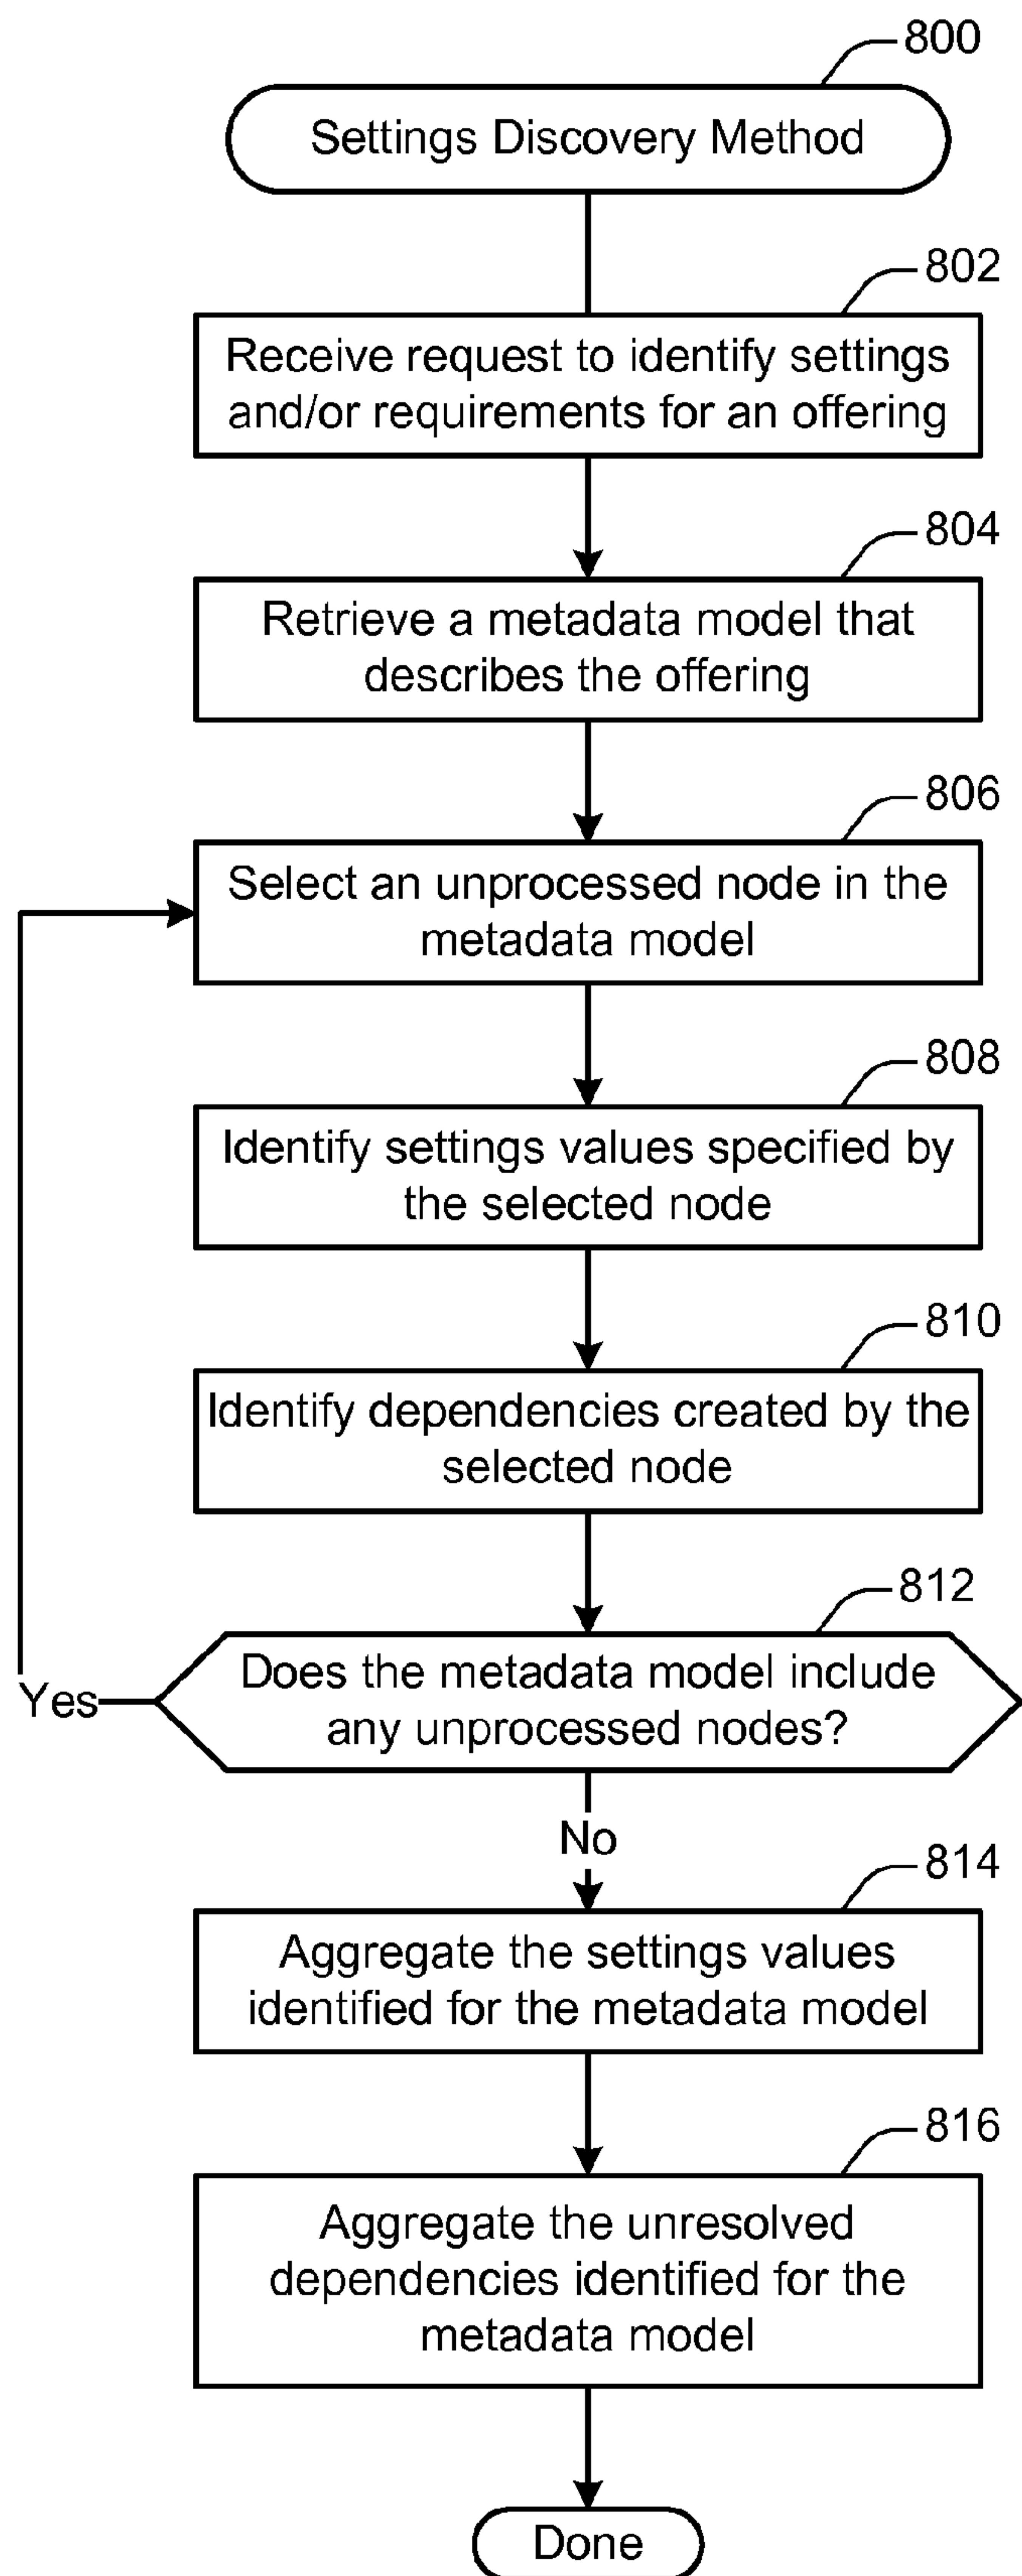 800
Settings Discovery Method
802
Receive request to identify settings
and/or requirements for an offering
804
Retrieve a metadata model that
describes the offering
806
Select an unprocessed node in the
metadata model
808
Identify settings values specified by
the selected node
810
Identify dependencies created by the
selected node
812
Does the metadata model include
any unprocessed nodes?
Yes
No
814
Aggregate the settings values
identified for the metadata model
816
Aggregate the unresolved
dependencies identified for the
metadata model
Done